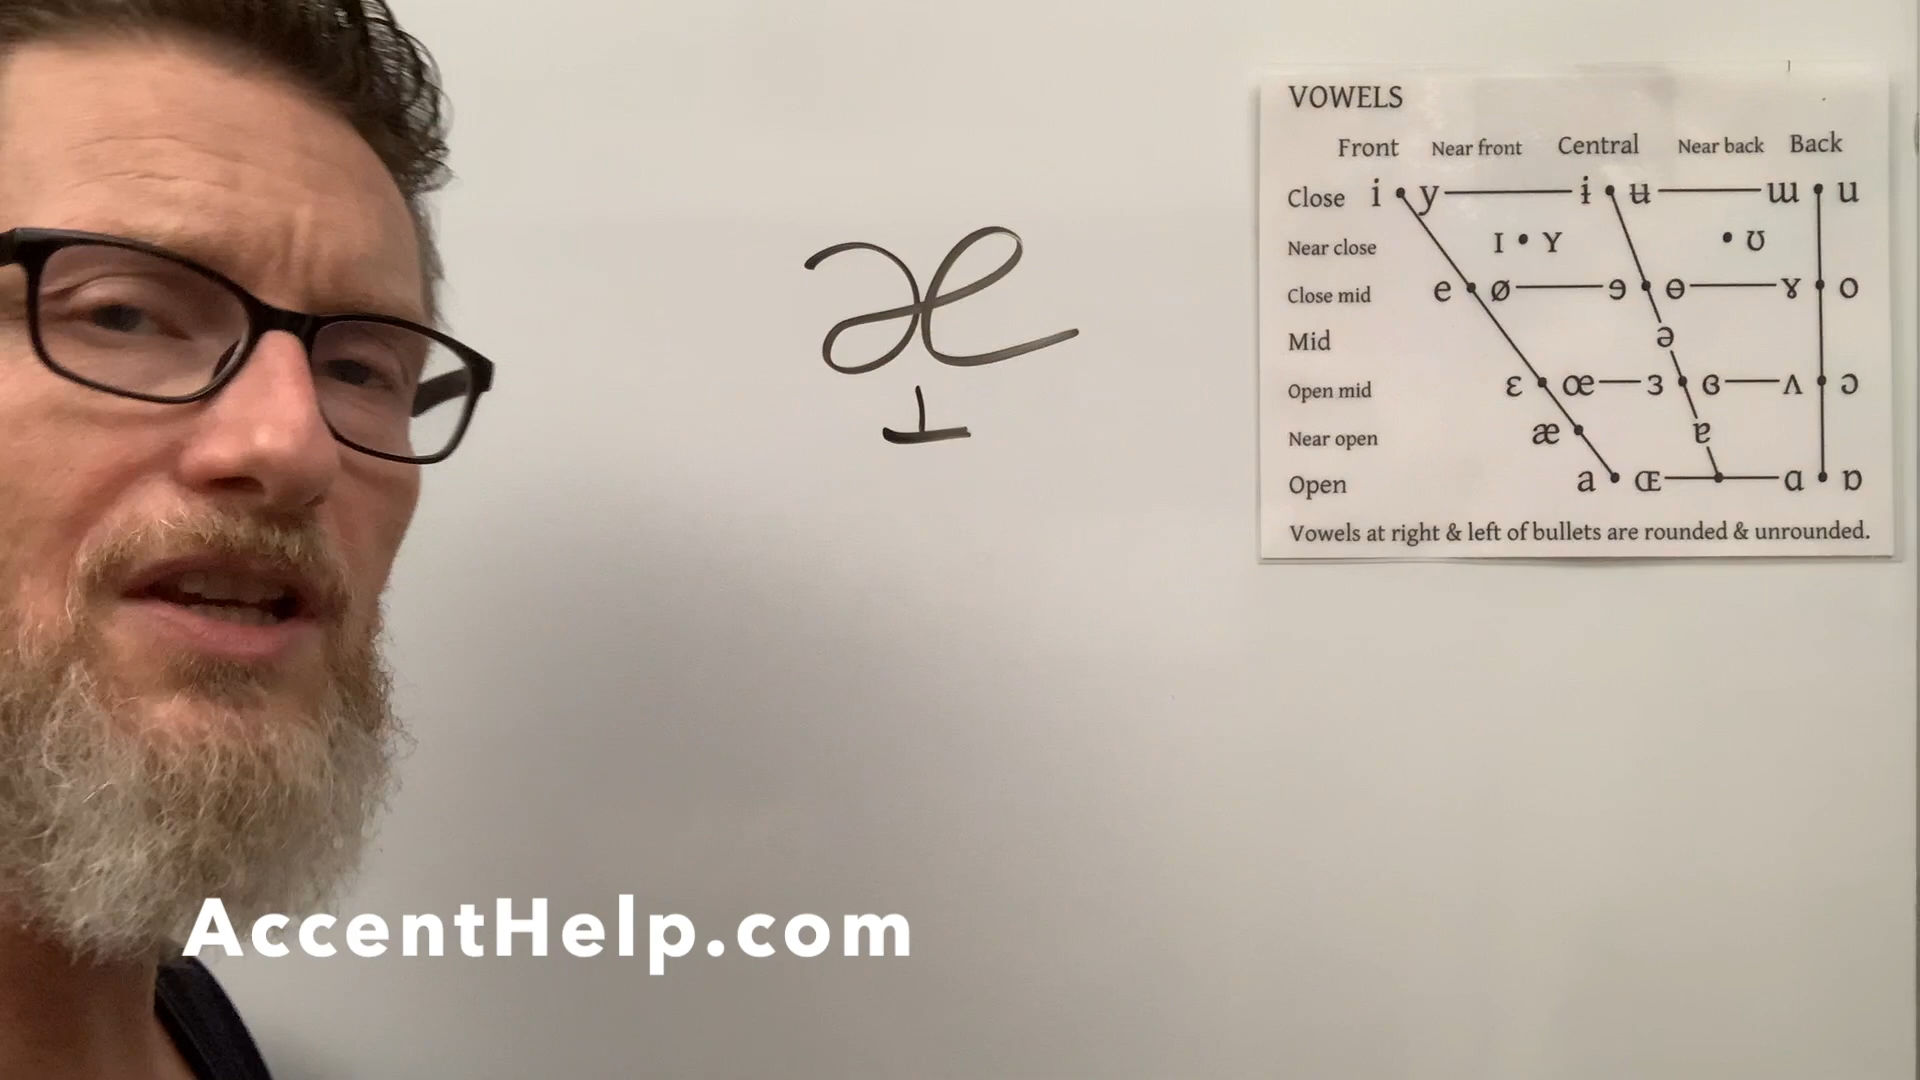 æ̝
VOWELS
Front Near front Central Near back Back
Close i • y ɨ • ʉ ɯ • u
Near close ɪ • ʏ • ʊ
Close mid e • ø ɘ • ɵ ɤ • o
Mid ə
Open mid ɛ • œ ɜ • ɞ ʌ • ɔ
Near open æ • ɐ
Open a • ɶ • ɑ • ɒ
Vowels at right & left of bullets are rounded & unrounded.
AccentHelp.com